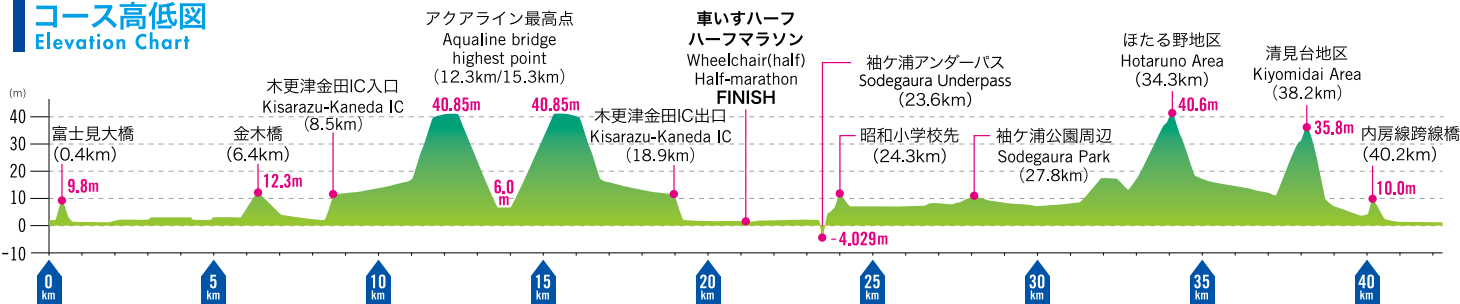 コース高低図
Elevation Chart
(m)
40
30
20
10
0
-10
富士見大橋
(0.4km)
9.8m
金木橋
(6.4km)
12.3m
木更津金田IC入口
Kisarazu-Kaneda IC
(8.5km)
アクアライン最高点
Aqualine bridge
highest point
(12.3km/15.3km)
40.85m
40.85m
6.0
m
木更津金田IC出口
Kisarazu-Kaneda IC
(18.9km)
車いすハーフ
ハーフマラソン
Wheelchair(half)
Half-marathon
FINISH
袖ケ浦アンダーパス
Sodegaura Underpass
(23.6km)
-4.029m
昭和小学校先
(24.3km)
袖ケ浦公園周辺
Sodegaura Park
(27.8km)
ほたる野地区
Hotaruno Area
(34.3km)
40.6m
清見台地区
Kiyomidai Area
(38.2km)
35.8m
内房線跨線橋
(40.2km)
10.0m
0
km
5
km
10
km
15
km
20
km
25
km
30
km
35
km
40
km